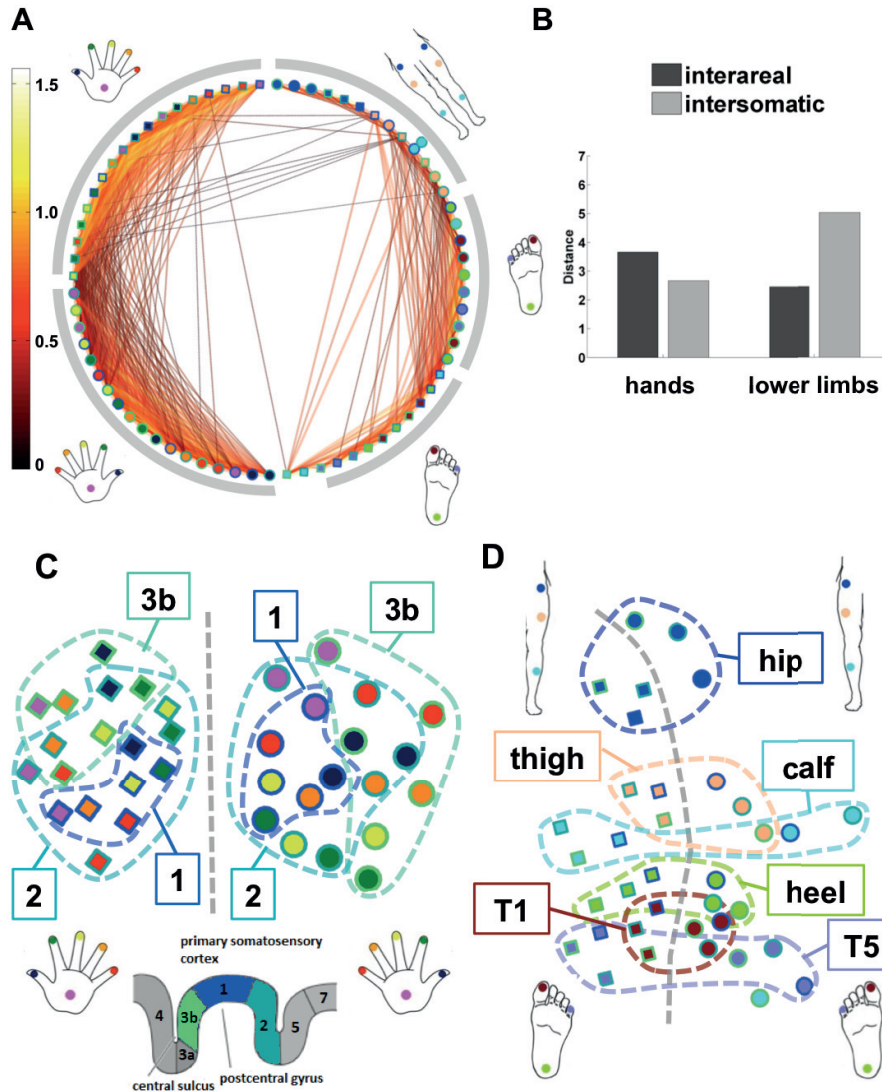 A
1.5
1.0
0.5
0
B
interareal
intersomatic
Distance
7
6
5
4
3
2
1
0
hands
lower limbs
C
3b
1
3b
2
1
2
primary somatosensory
cortex
4
3b
3a
1
2
5
7
central sulcus
postcentral gyrus
D
hip
thigh
calf
heel
T1
T5